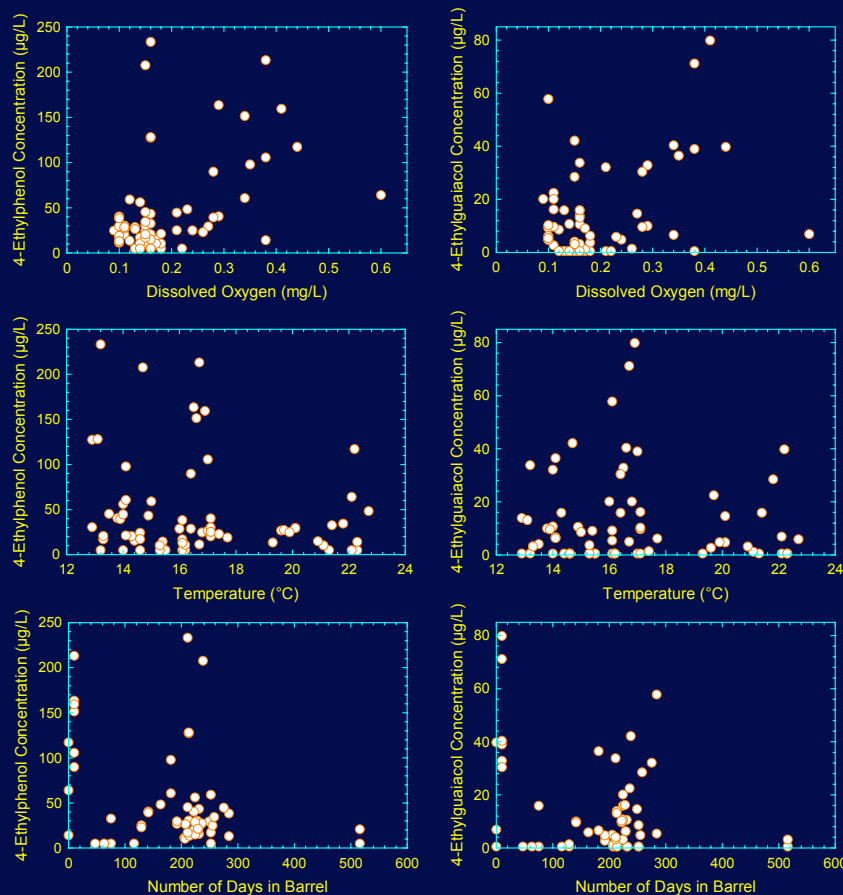 4-Ethylphenol Concentration (µg/L)
250
200
150
100
50
0
0 0.1 0.2 0.3 0.4 0.5 0.6
Dissolved Oxygen (mg/L)
4-Ethylguaiacol Concentration (µg/L)
80
60
40
20
0
0 0.1 0.2 0.3 0.4 0.5 0.6
Dissolved Oxygen (mg/L)
4-Ethylphenol Concentration (µg/L)
250
200
150
100
50
0
12 14 16 18 20 22 24
Temperature (°C)
4-Ethylguaiacol Concentration (µg/L)
80
60
40
20
0
12 14 16 18 20 22 24
Temperature (°C)
4-Ethylphenol Concentration (µg/L)
250
200
150
100
50
0
0 100 200 300 400 500 600
Number of Days in Barrel
4-Ethylguaiacol Concentration (µg/L)
80
60
40
20
0
0 100 200 300 400 500 600
Number of Days in Barrel